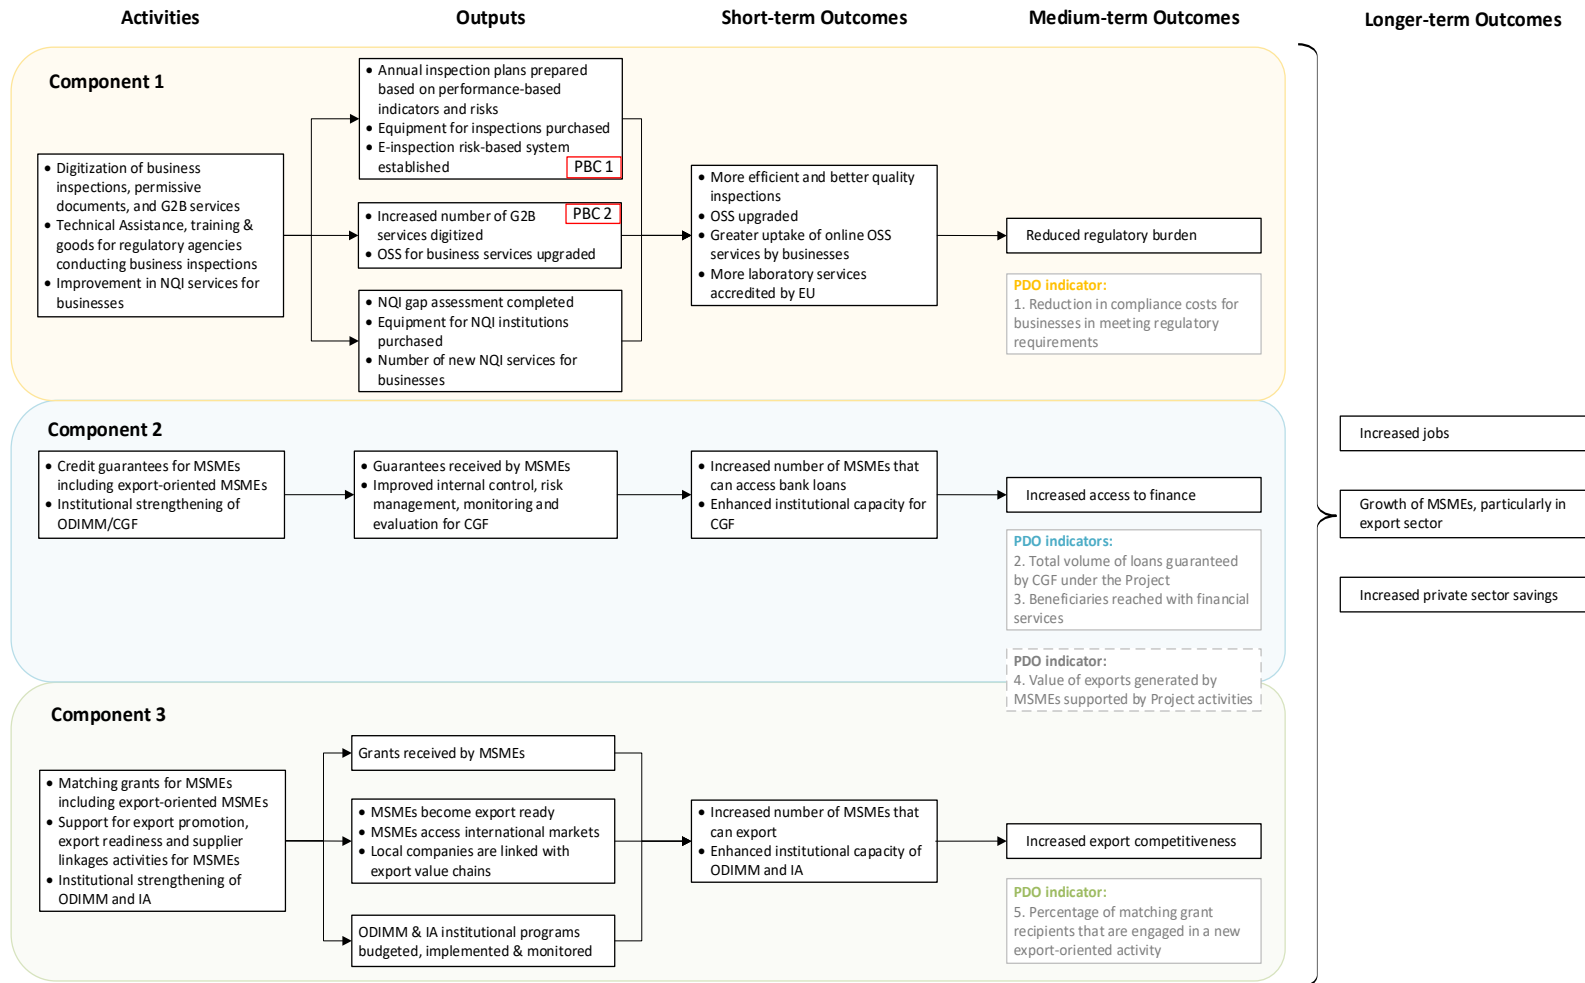 Activities
Outputs
Short-term Outcomes
Medium-term Outcomes
Longer-term Outcomes
Component 1
• Digitization of business
inspections, permissive
documents, and G2B services
• Technical Assistance, training &
goods for regulatory agencies
conducting business inspections
• Improvement in NQI services for
businesses
• Annual inspection plans prepared
based on performance-based
indicators and risks
• Equipment for inspections purchased
• E-inspection risk-based system
established
PBC 1
PBC 2
• Increased number of G2B
services digitized
• OSS for business services upgraded
• NQI gap assessment completed
• Equipment for NQI institutions
purchased
• Number of new NQI services for
businesses
• More efficient and better quality
inspections
• OSS upgraded
• Greater uptake of online OSS
services by businesses
• More laboratory services
accredited by EU
Reduced regulatory burden
PDO indicator:
1. Reduction in compliance costs for
businesses in meeting regulatory
requirements
Component 2
• Credit guarantees for MSMEs
including export-oriented MSMEs
• Institutional strengthening of
ODIMM/CGF
• Guarantees received by MSMEs
• Improved internal control, risk
management, monitoring and
evaluation for CGF
• Increased number of MSMEs that
can access bank loans
• Enhanced institutional capacity for
CGF
Increased access to finance
PDO indicators:
2. Total volume of loans guaranteed
by CGF under the Project
3. Beneficiaries reached with financial
services
PDO indicator:
4. Value of exports generated by
MSMEs supported by Project activities
Component 3
• Matching grants for MSMEs
including export-oriented MSMEs
• Support for export promotion,
export readiness and supplier
linkages activities for MSMEs
• Institutional strengthening of
ODIMM and IA
Grants received by MSMEs
• MSMEs become export ready
• MSMEs access international markets
• Local companies are linked with
export value chains
ODIMM & IA institutional programs
budgeted, implemented & monitored
• Increased number of MSMEs that
can export
• Enhanced institutional capacity of
ODIMM and IA
Increased export competitiveness
PDO indicator:
5. Percentage of matching grant
recipients that are engaged in a new
export-oriented activity
Increased jobs
Growth of MSMEs, particularly in
export sector
Increased private sector savings